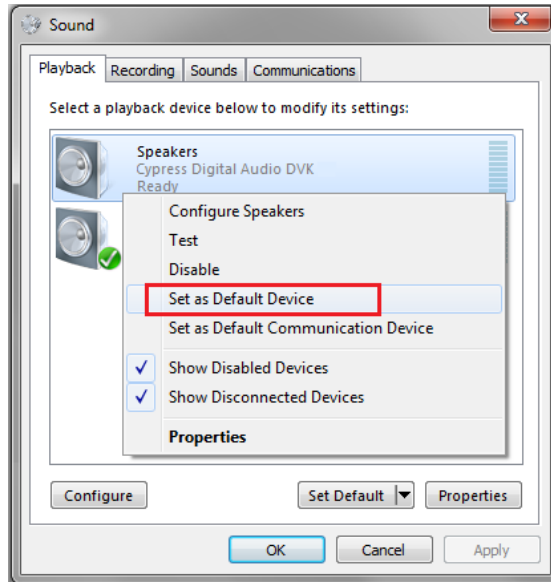 Sound
Playback Recording Sounds Communications
Select a playback device below to modify its settings:
Speakers
Cypress Digital Audio DVK
Ready
Configure Speakers
Test
Disable
Set as Default Device
Set as Default Communication Device
Show Disabled Devices
Show Disconnected Devices
Properties
Configure Set Default Properties
OK Cancel Apply